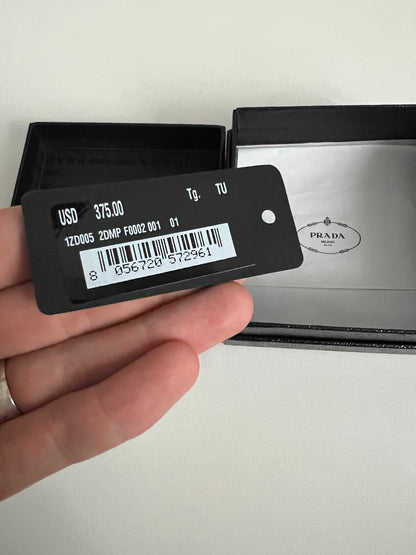 USD 375.00 Tg. TU
1ZD005 2DMP F0002 001 01
8 056720 572961
PRADA
MILANO